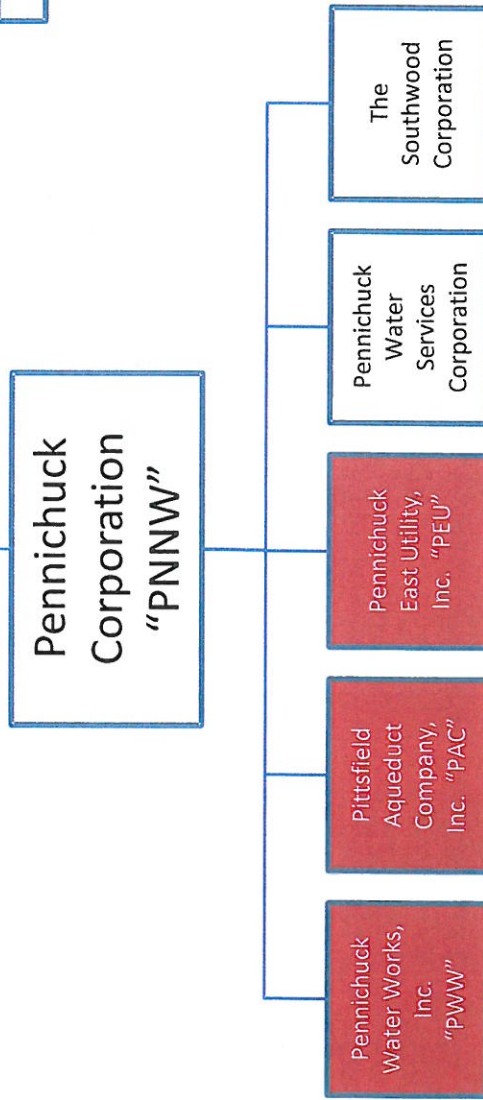 Pennichuck
Corporation
“PNNW”
Pennichuck
Water Works,
Inc.
“PWW”
Pittsfield
Aqueduct
Company,
Inc. “PAC”
Pennichuck
East Utility,
Inc. “PEU”
Pennichuck
Water
Services
Corporation
The
Southwood
Corporation